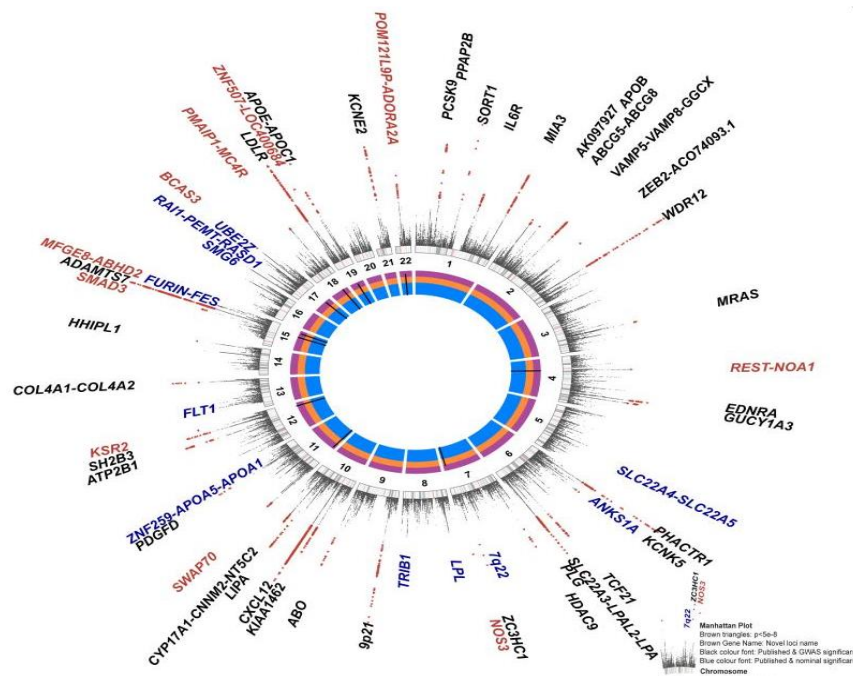 POM121L9P-ADORA2A
KCNE2
APOE-APOC1
ZNF507-LOC400684
LDLR
PMAIP1-MC4R
BCAS3
UBE2Z
RAI1-PEMT-RASD1
SMG6
MFGE8-ABHD2
ADAMTS7
SMAD3
FURIN-FES
HHIPL1
COL4A1-COL4A2
FLT1
KSR2
SH2B3
ATP2B1
ZNF259-APOA5-APOA1
PDGFD
SWAP70
CYP17A1-CNNM2-NT5C2
LIPA
CXCL12
KIAA1462
ABO
9p21
TRIB1
LPL
7q22
ZC3HC1
NOS3
HDAC9
PLG
SLC22A3-LPAL2-LPA
TCF21
KCNK5
PHACTR1
ANKS1A
SLC22A4-SLC22A5
GUCY1A3
EDNRA
REST-NOA1
MRAS
WDR12
ZEB2-ACO74093.1
VAMP5-VAMP8-GGCX
ABCG5-ABCG8
AK097927 APOB
MIA3
IL6R
SORT1
PPAP2B
PCSK9
1
2
3
4
5
6
7
8
9
10
11
12
13
14
15
16
17
18
19
20
21
22
7q22
ZC3HC1
NOS3
Manhattan Plot
Brown triangles: p<5e-8
Brown Gene Name: Novel loci name
Black colour font: Published & GWAS significan
Blue colour font: Published & nominal significan
Chromosome